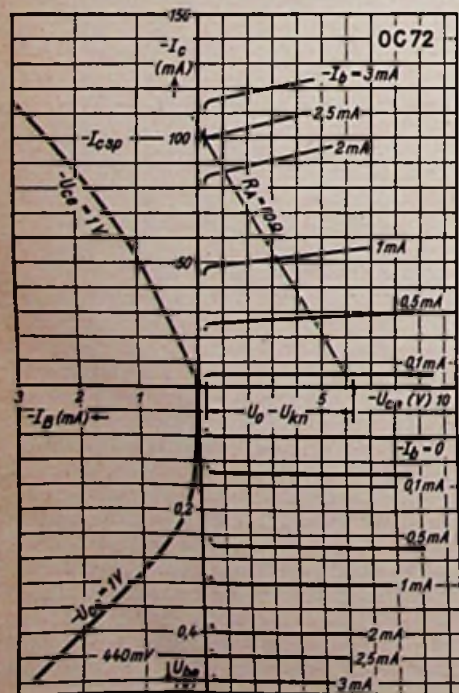 150
OC72
-Ic
(mA)
-Ib = 3mA
2,5mA
2mA
-Icsp
100
-Uce = 1V
1mA
50
0,5mA
0,1mA
3
2
1
5
-Uce (V) 10
-IB (mA)
U0 - Ukn
-Ib = 0
0,1mA
0,2
0,5mA
-Uce = 1V
1mA
0,4
2mA
440mV
Ube
2,5mA
3mA